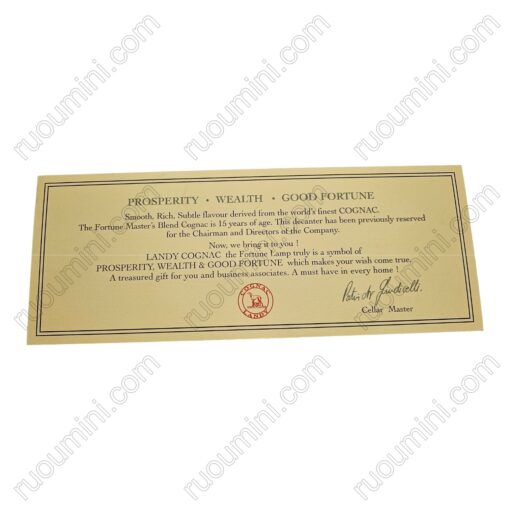 PROSPERITY • WEALTH • GOOD FORTUNE
Smooth, Rich, Subtle flavour derived from the world's finest COGNAC.
The Fortune Master's Blend Cognac is 15 years of age. This decanter has been previously reserved
for the Chairman and Directors of the Company.
Now, we bring it to you !
LANDY COGNAC the Fortune Lamp truly is a symbol of
PROSPERITY, WEALTH & GOOD FORTUNE which makes your wish come true.
A treasured gift for you and business associates. A must have in every home !
COGNAC
LANDY
Cellar Master
ruoumini.com
ruoumini.com
ruoumini.com
ruoumini.com
ruoumini.com
ruoumini.com
ruoumini.com
ruoumini.com
ruoumini.com
ruoumini.com
ruoumini.com
ruoumini.com